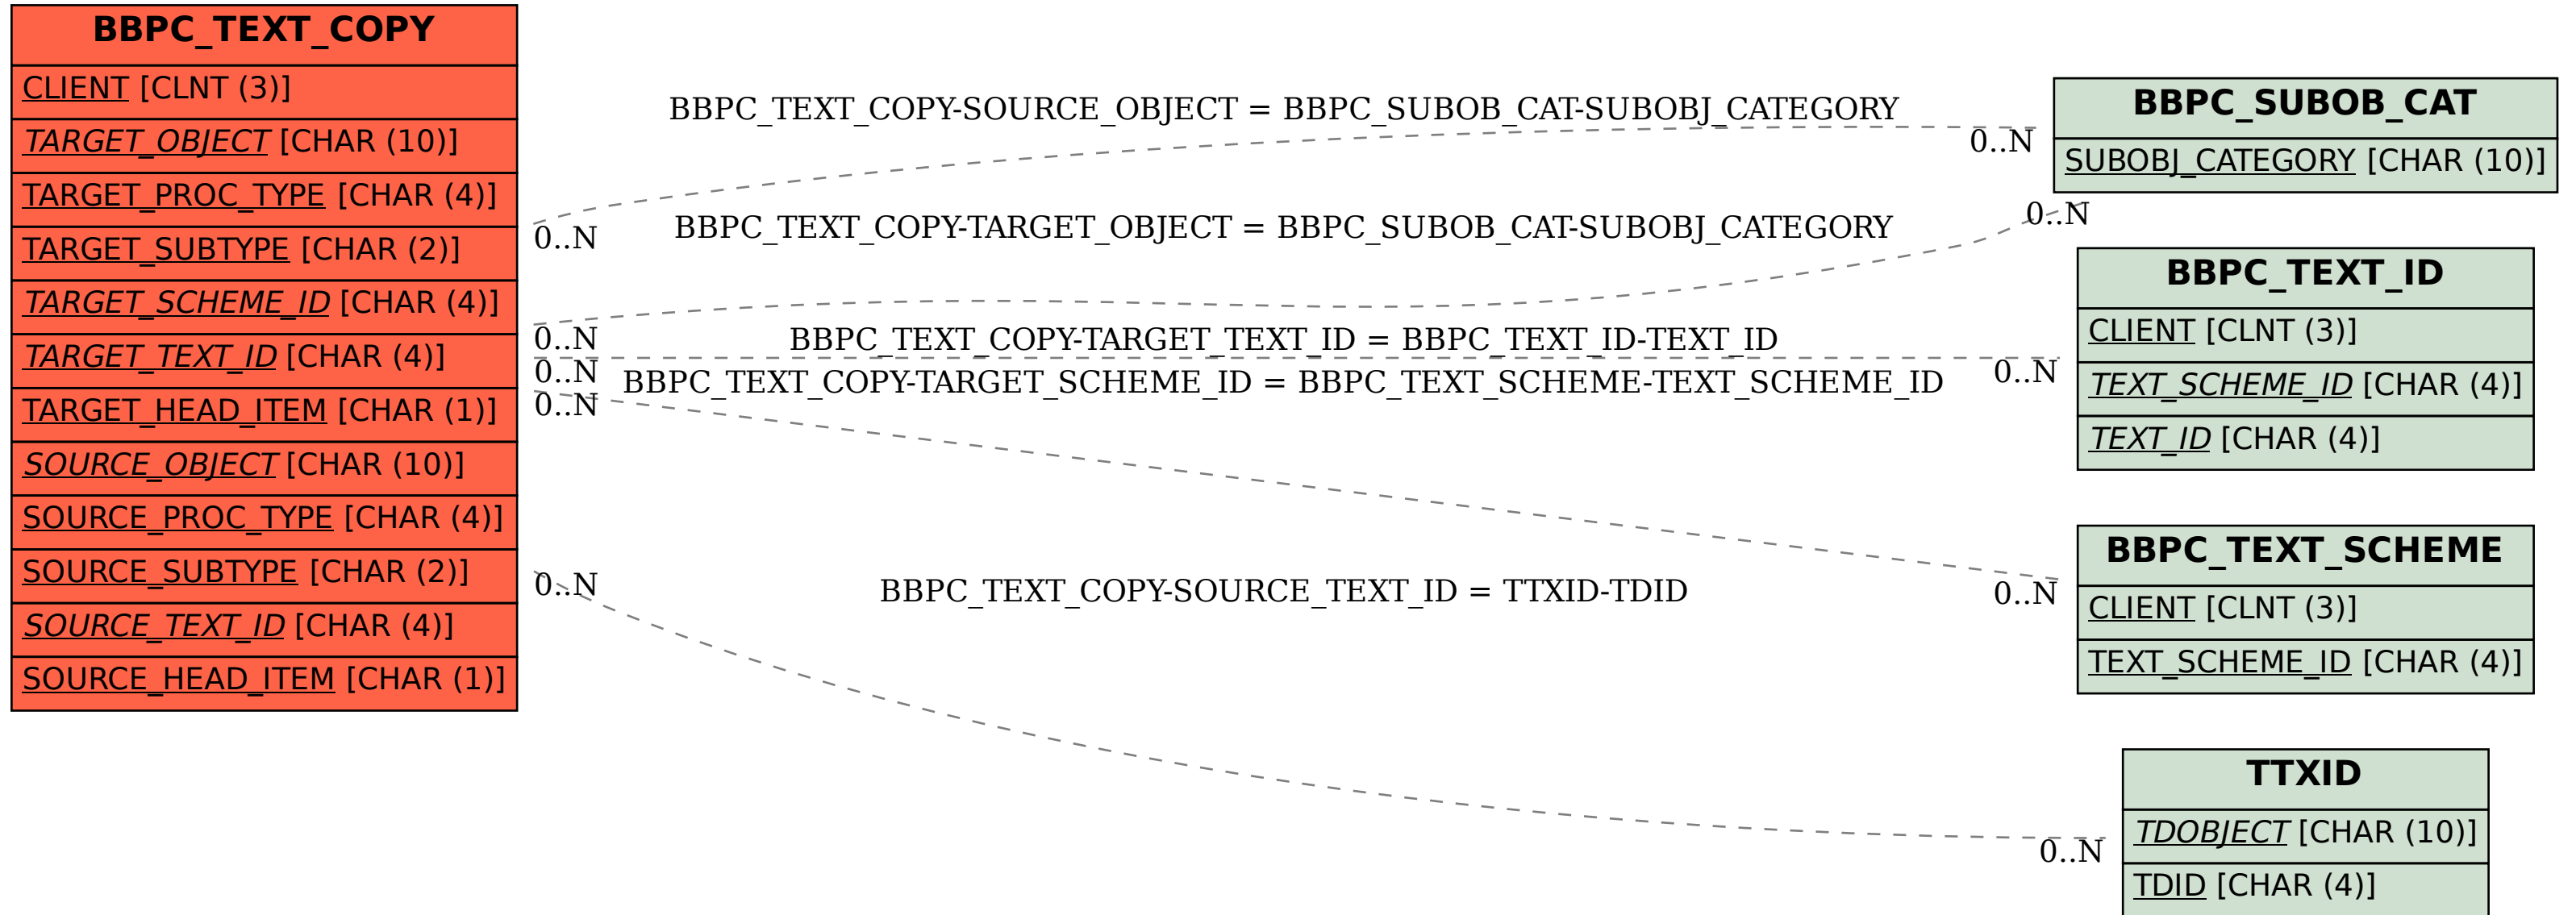 BBPC_TEXT_COPY
CLIENT [CLNT (3)]
TARGET_OBJECT [CHAR (10)]
TARGET_PROC_TYPE [CHAR (4)]
TARGET_SUBTYPE [CHAR (2)]
TARGET_SCHEME_ID [CHAR (4)]
TARGET_TEXT_ID [CHAR (4)]
TARGET_HEAD_ITEM [CHAR (1)]
SOURCE_OBJECT [CHAR (10)]
SOURCE_PROC_TYPE [CHAR (4)]
SOURCE_SUBTYPE [CHAR (2)]
SOURCE_TEXT_ID [CHAR (4)]
SOURCE_HEAD_ITEM [CHAR (1)]
BBPC_TEXT_COPY-SOURCE_OBJECT = BBPC_SUBOB_CAT-SUBOBJ_CATEGORY
0..N
0..N
BBPC_TEXT_COPY-TARGET_OBJECT = BBPC_SUBOB_CAT-SUBOBJ_CATEGORY
0..N
0..N
BBPC_TEXT_COPY-TARGET_TEXT_ID = BBPC_TEXT_ID-TEXT_ID
0..N
0..N
BBPC_TEXT_COPY-TARGET_SCHEME_ID = BBPC_TEXT_SCHEME-TEXT_SCHEME_ID
0..N
0..N
BBPC_TEXT_COPY-SOURCE_TEXT_ID = TTXID-TDID
0..N
0..N
BBPC_SUBOB_CAT
SUBOBJ_CATEGORY [CHAR (10)]
BBPC_TEXT_ID
CLIENT [CLNT (3)]
TEXT_SCHEME_ID [CHAR (4)]
TEXT_ID [CHAR (4)]
BBPC_TEXT_SCHEME
CLIENT [CLNT (3)]
TEXT_SCHEME_ID [CHAR (4)]
TTXID
TDOBJECT [CHAR (10)]
TDID [CHAR (4)]